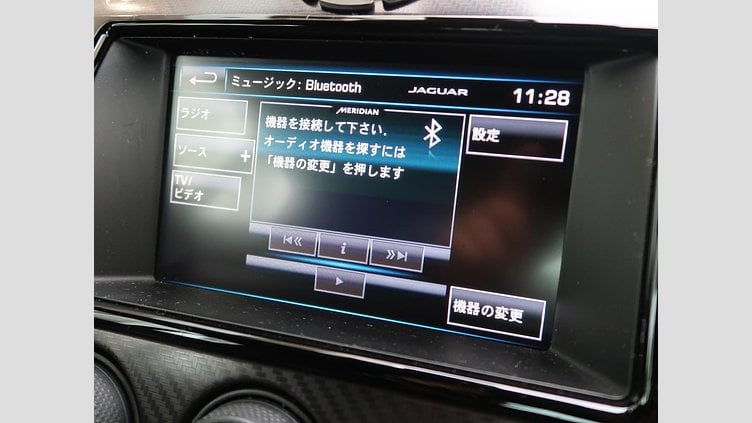 ミュージック: Bluetooth
JAGUAR
11:28
ラジオ
ソース +
TV/
ビデオ
MERIDIAN
機器を接続して下さい.
オーディオ機器を探すには
「機器の変更」を押します
設定
i
機器の変更